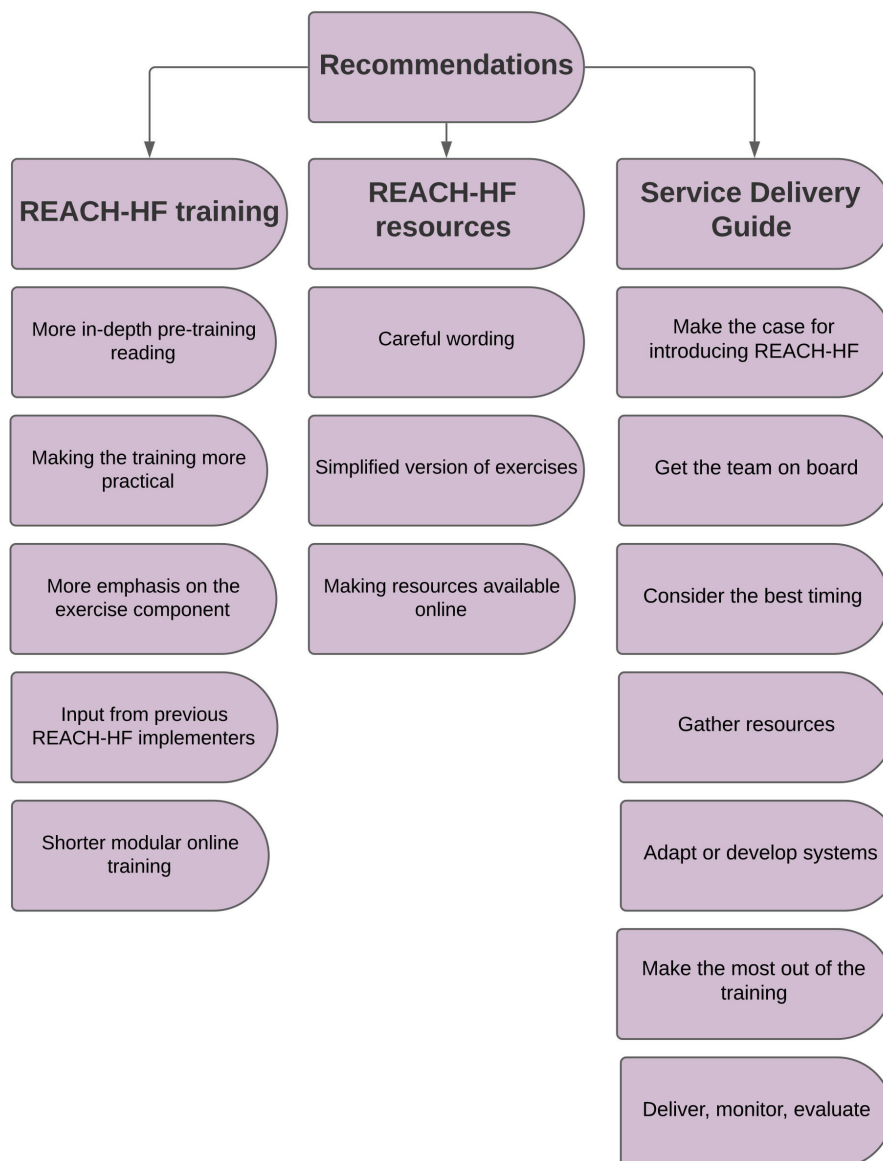 Recommendations
REACH-HF training
More in-depth pre-training
reading
Making the training more
practical
More emphasis on the
exercise component
Input from previous
REACH-HF implementers
Shorter modular online
training
REACH-HF
resources
Careful wording
Simplified version of exercises
Making resources available
online
Service Delivery
Guide
Make the case for
introducing REACH-HF
Get the team on board
Consider the best timing
Gather resources
Adapt or develop systems
Make the most out of the
training
Deliver, monitor, evaluate